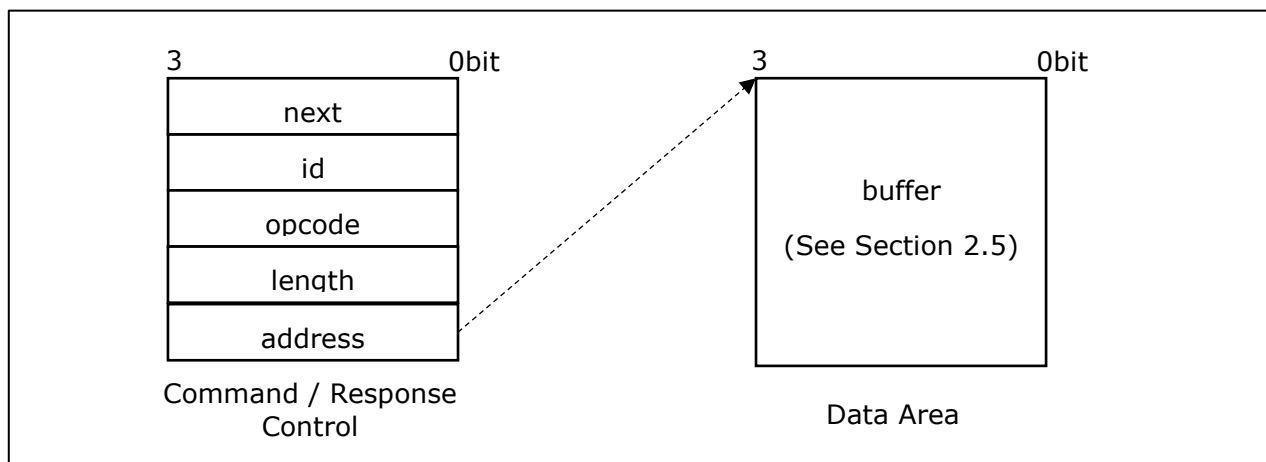 3 0bit
next
id
opcode
length
address
Command / Response
Control
3 0bit
buffer
(See Section 2.5)
Data Area